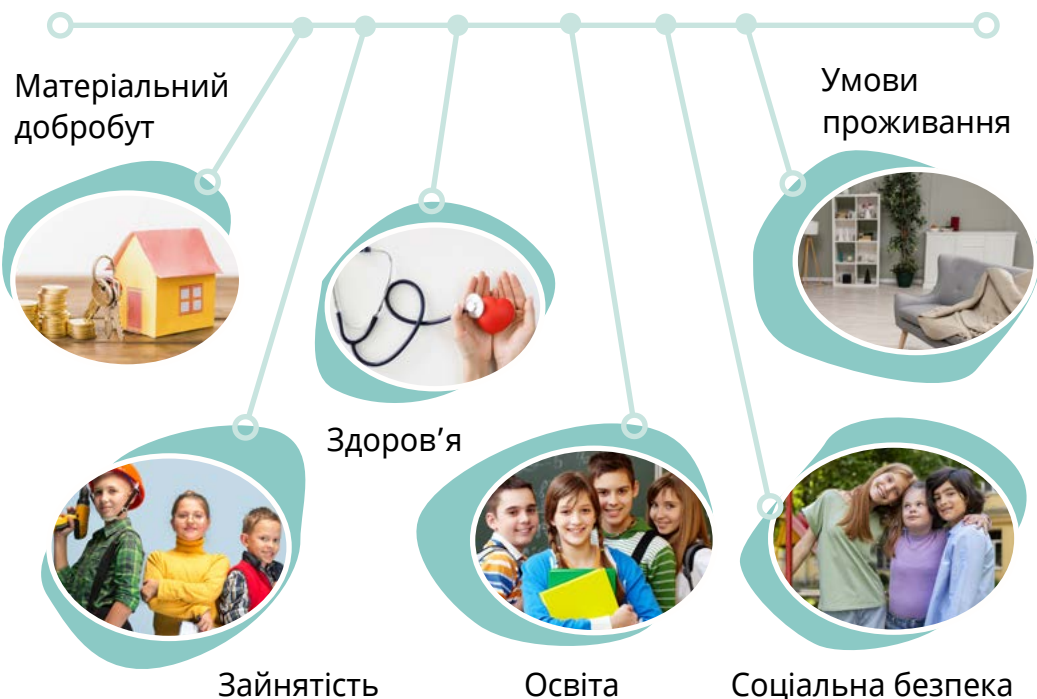 Матеріальний
добробут
Умови
проживання
Здоров’я
Зайнятість
Освіта
Соціальна безпека